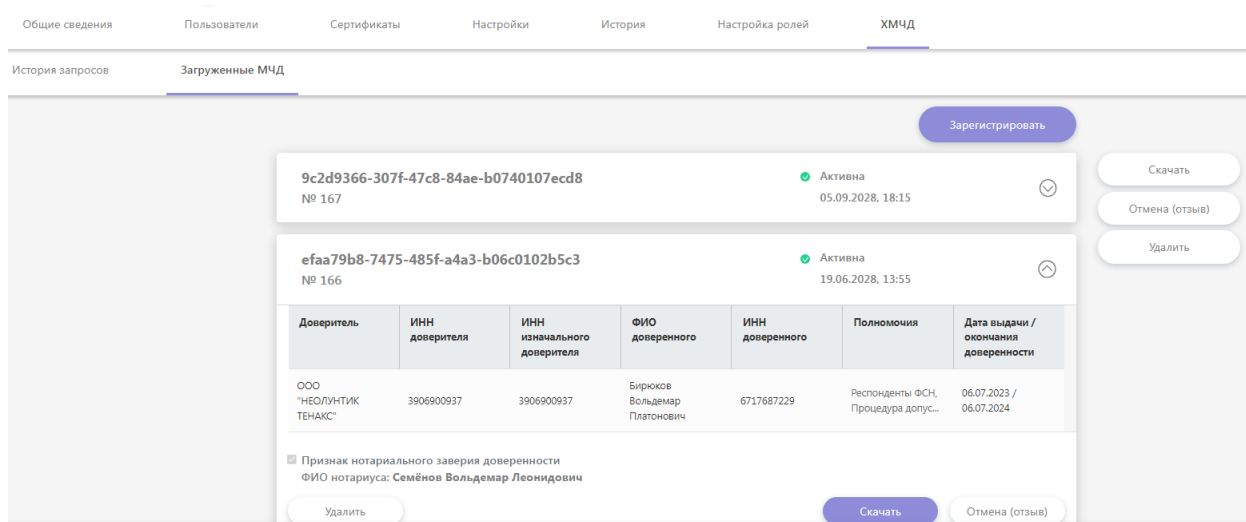 Общие сведения Пользователи Сертификаты Настройки История Настройка ролей ХМЧД
История запросов Загруженные МЧД
Зарегистрировать
9c2d9366-307f-47c8-84ae-b0740107ecd8
№ 167
Активна
05.09.2028, 18:15
Скачать
Отмена (отзыв)
Удалить
efaa79b8-7475-485f-a4a3-b06c0102b5c3
№ 166
Активна
19.06.2028, 13:55
Доверитель
ИНН
доверителя
ИНН
изначального
доверителя
ФИО
доверенного
ИНН
доверенного
Полномочия
Дата выдачи /
окончания
доверенности
ООО
"НЕОЛУНТИК
ТЕНАКС"
3906900937
3906900937
Бирюков
Вольдемар
Платонович
6717687229
Респонденты ФСН,
Процедура допус...
06.07.2023 /
06.07.2024
Признак нотариального заверия доверенности
ФИО нотариуса: Семёнов Вольдемар Леонидович
Удалить Скачать Отмена (отзыв)